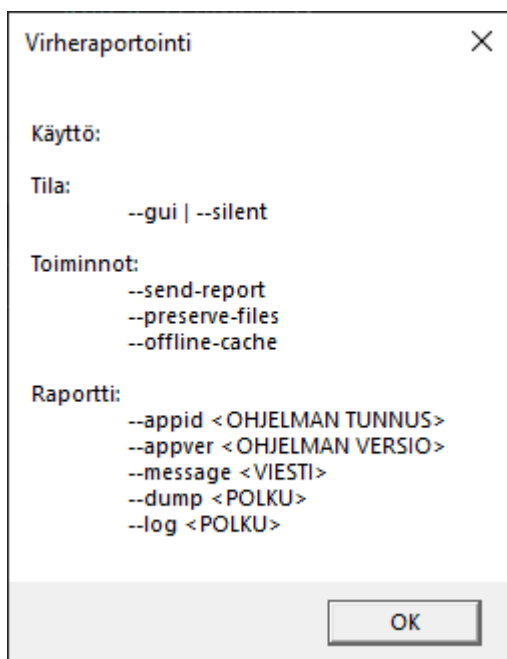 Virheraportointi
Käyttö:
Tila:
--gui | --silent
Toiminnot:
--send-report
--preserve-files
--offline-cache
Raportti:
--appid <OHJELMAN TUNNUS>
--appver <OHJELMAN VERSIO>
--message <VIESTI>
--dump <POLKU>
--log <POLKU>
OK